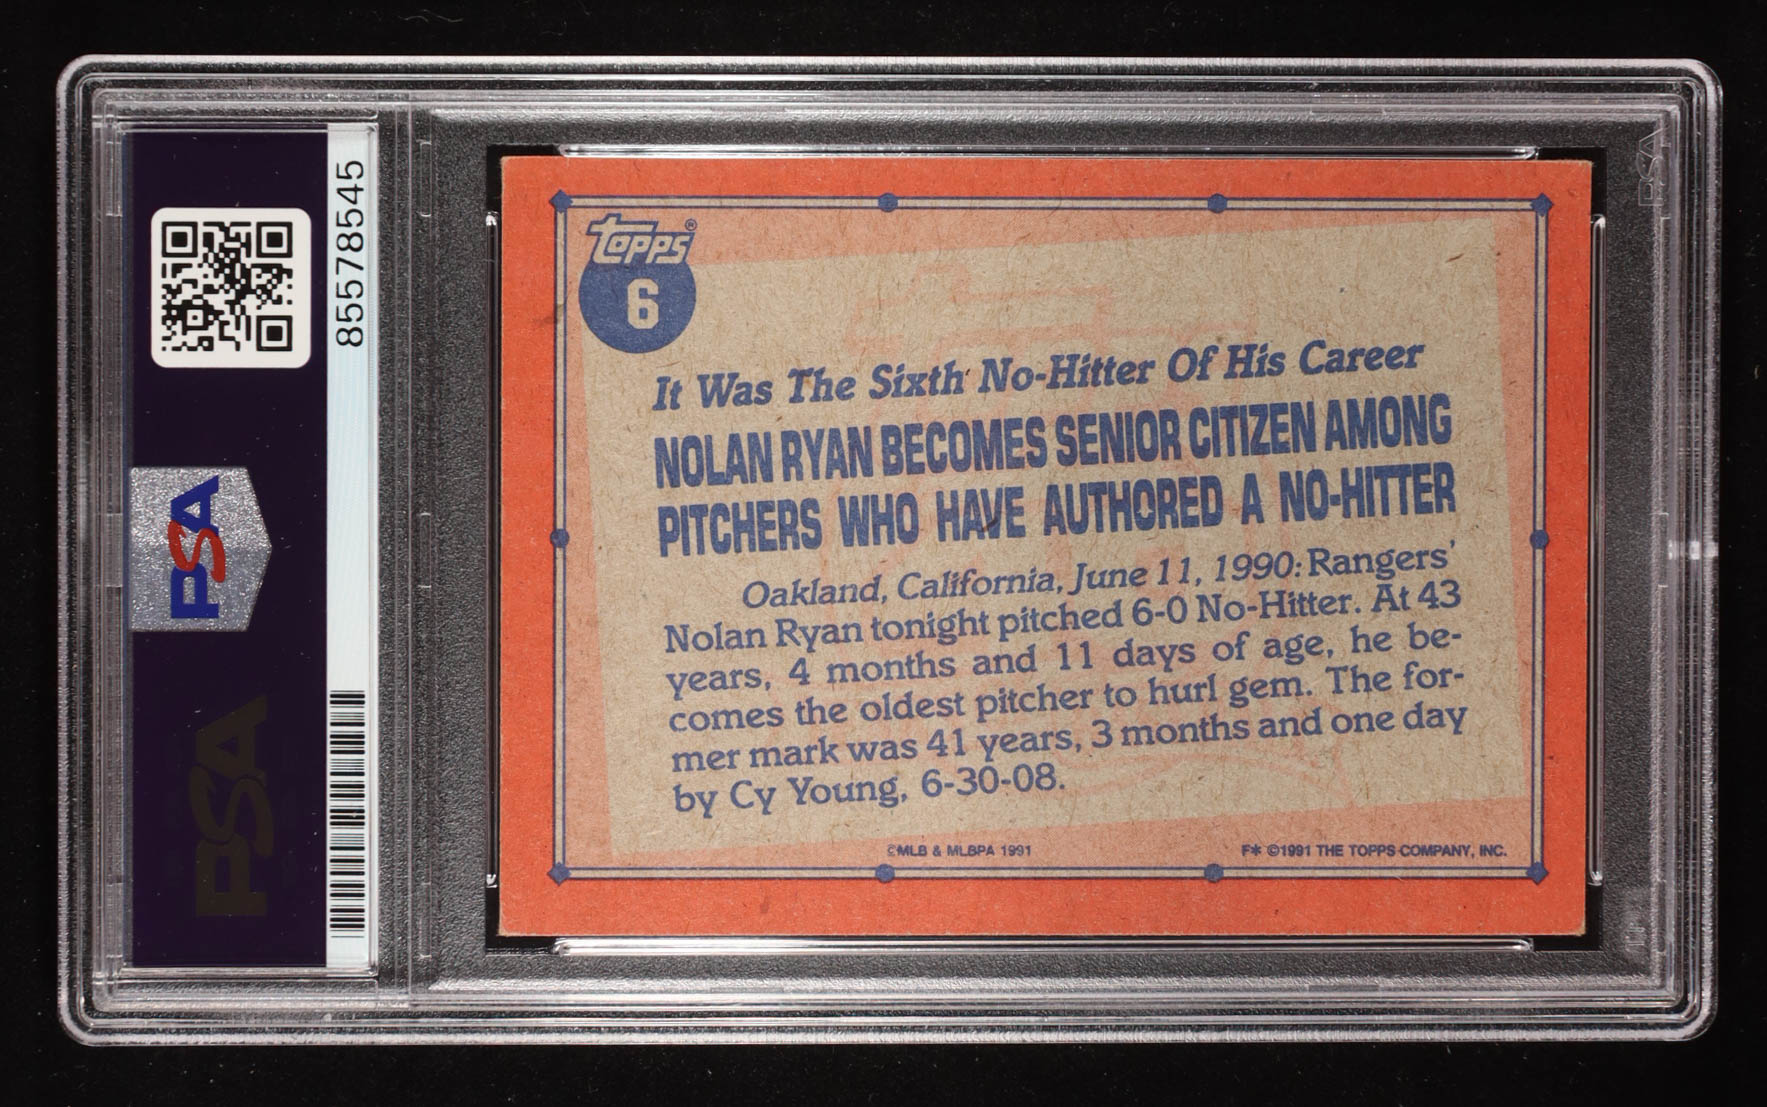 85578545
PSA
PSA
PSA
topps®
6
It Was The Sixth No-Hitter Of His Career
NOLAN RYAN BECOMES SENIOR CITIZEN AMONG
PITCHERS WHO HAVE AUTHORED A NO-HITTER
Oakland, California, June 11, 1990: Rangers'
Nolan Ryan tonight pitched 6-0 No-Hitter. At 43
years, 4 months and 11 days of age, he be-
comes the oldest pitcher to hurl gem. The for-
mer mark was 41 years, 3 months and one day
by Cy Young, 6-30-08.
©MLB & MLBPA 1991
F* ©1991 THE TOPPS COMPANY, INC.